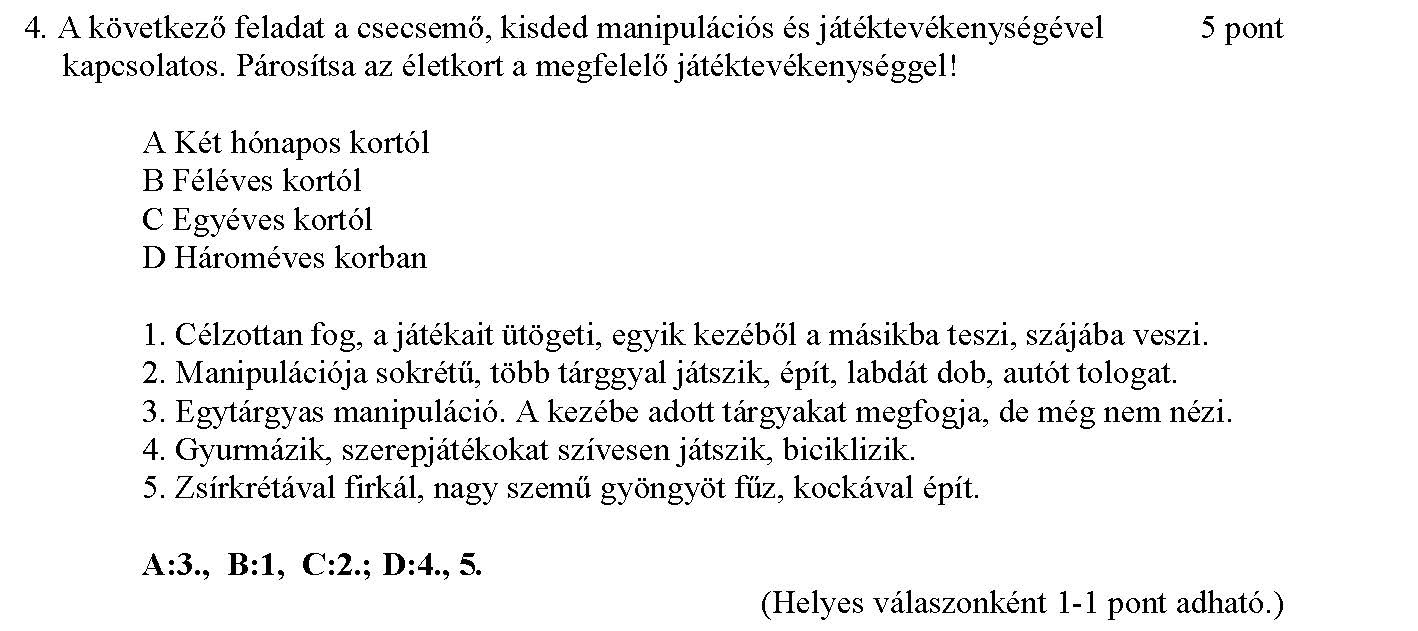 4. A következő feladat a csecsemő, kisded manipulációs és játéktevékenységével 5 pont
kapcsolatos. Párosítsa az életkort a megfelelő játéktevékenységgel!
A Két hónapos kortól
B Féléves kortól
C Egyéves kortól
D Hároméves korban
1. Célzottan fog, a játékait ütögeti, egyik kezéből a másikba teszi, szájába veszi.
2. Manipulációja sokrétű, több tárggyal játszik, épít, labdát dob, autót tologat.
3. Egytárgyas manipuláció. A kezébe adott tárgyakat megfogja, de még nem nézi.
4. Gyurmázik, szerepjátékokat szívesen játszik, biciklizik.
5. Zsírkrétával firkál, nagy szemű gyöngyöt fűz, kockával épít.
A:3., B:1, C:2.; D:4., 5.
(Helyes válaszonként 1-1 pont adható.)